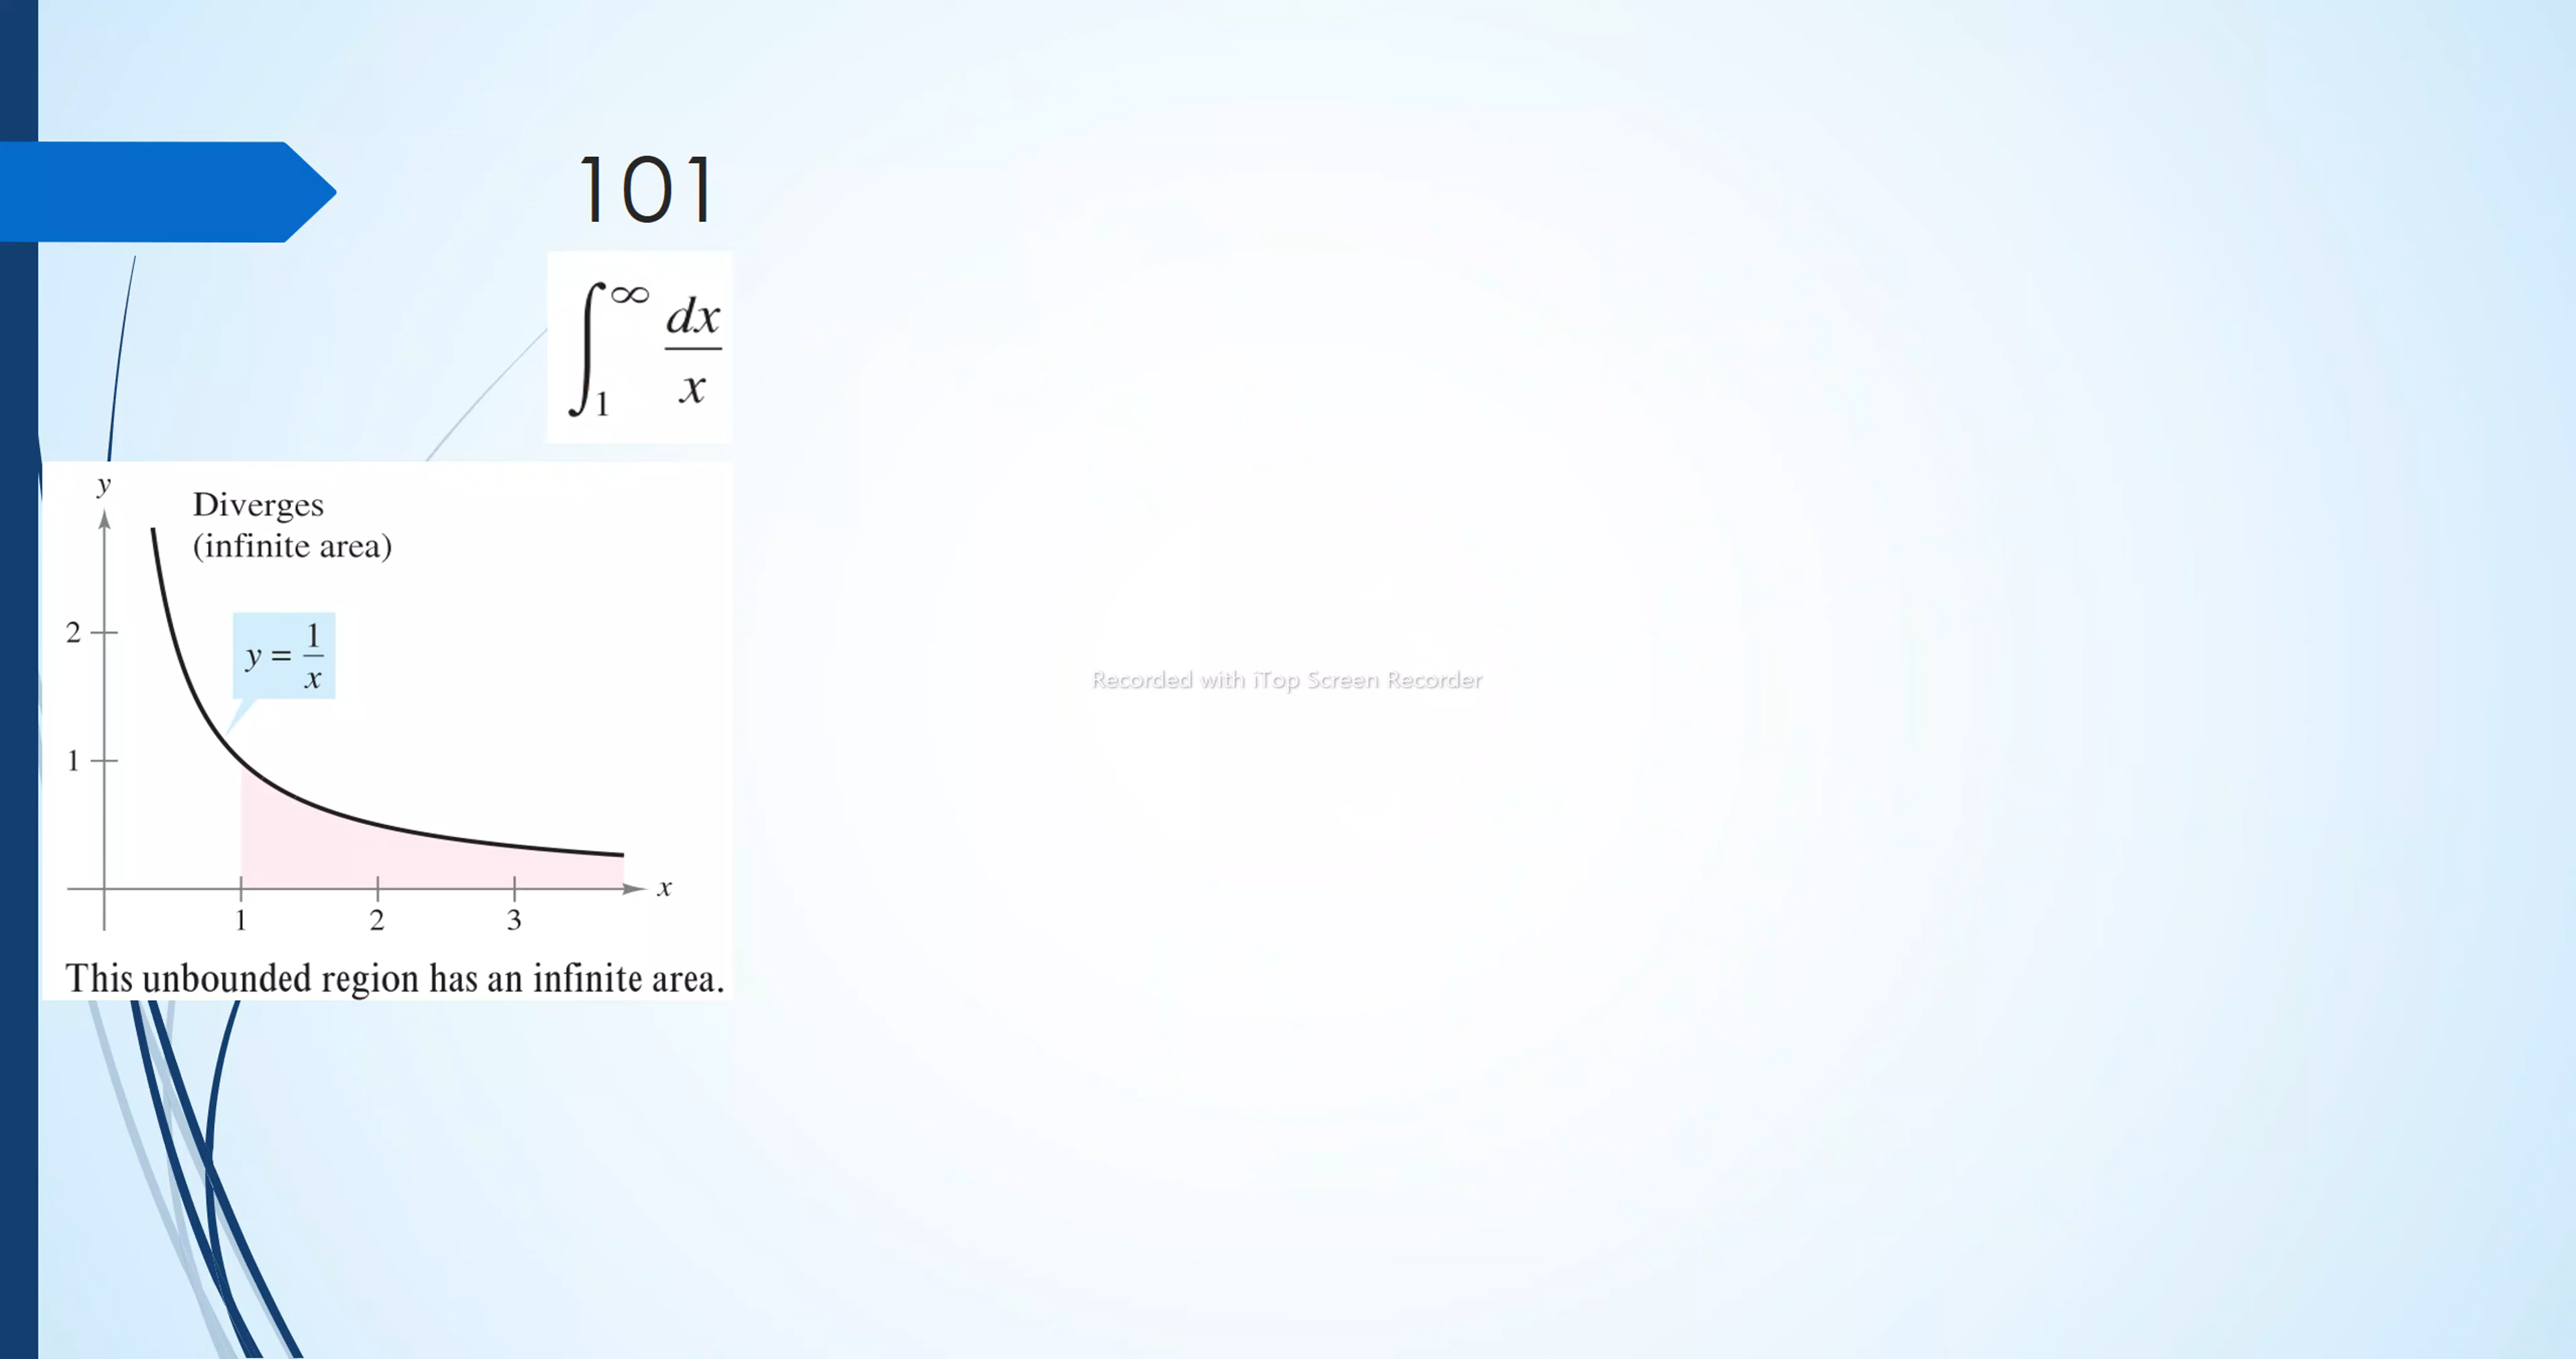 101
∫₁^∞ dx/x
y
Diverges
(infinite area)
2
y = 1/x
1
x
1 2 3
This unbounded region has an infinite area.
Recorded with iTop Screen Recorder